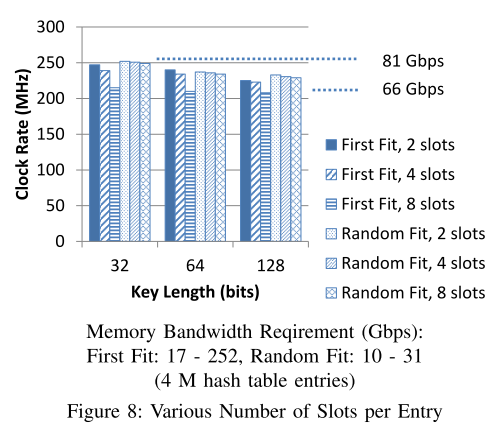 300
250
200
150
100
50
0
Clock Rate (MHz)
32 64 128
Key Length (bits)
81 Gbps
66 Gbps
First Fit, 2 slots
First Fit, 4 slots
First Fit, 8 slots
Random Fit, 2 slots
Random Fit, 4 slots
Random Fit, 8 slots
Memory Bandwidth Reqirement (Gbps):
First Fit: 17 - 252, Random Fit: 10 - 31
(4 M hash table entries)
Figure 8: Various Number of Slots per Entry